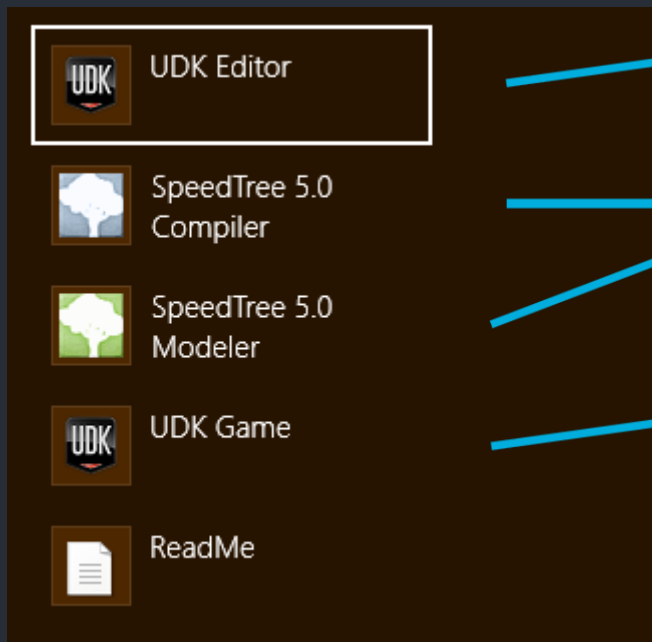 UDK
UDK Editor
SpeedTree 5.0
Compiler
SpeedTree 5.0
Modeler
UDK
UDK Game
ReadMe